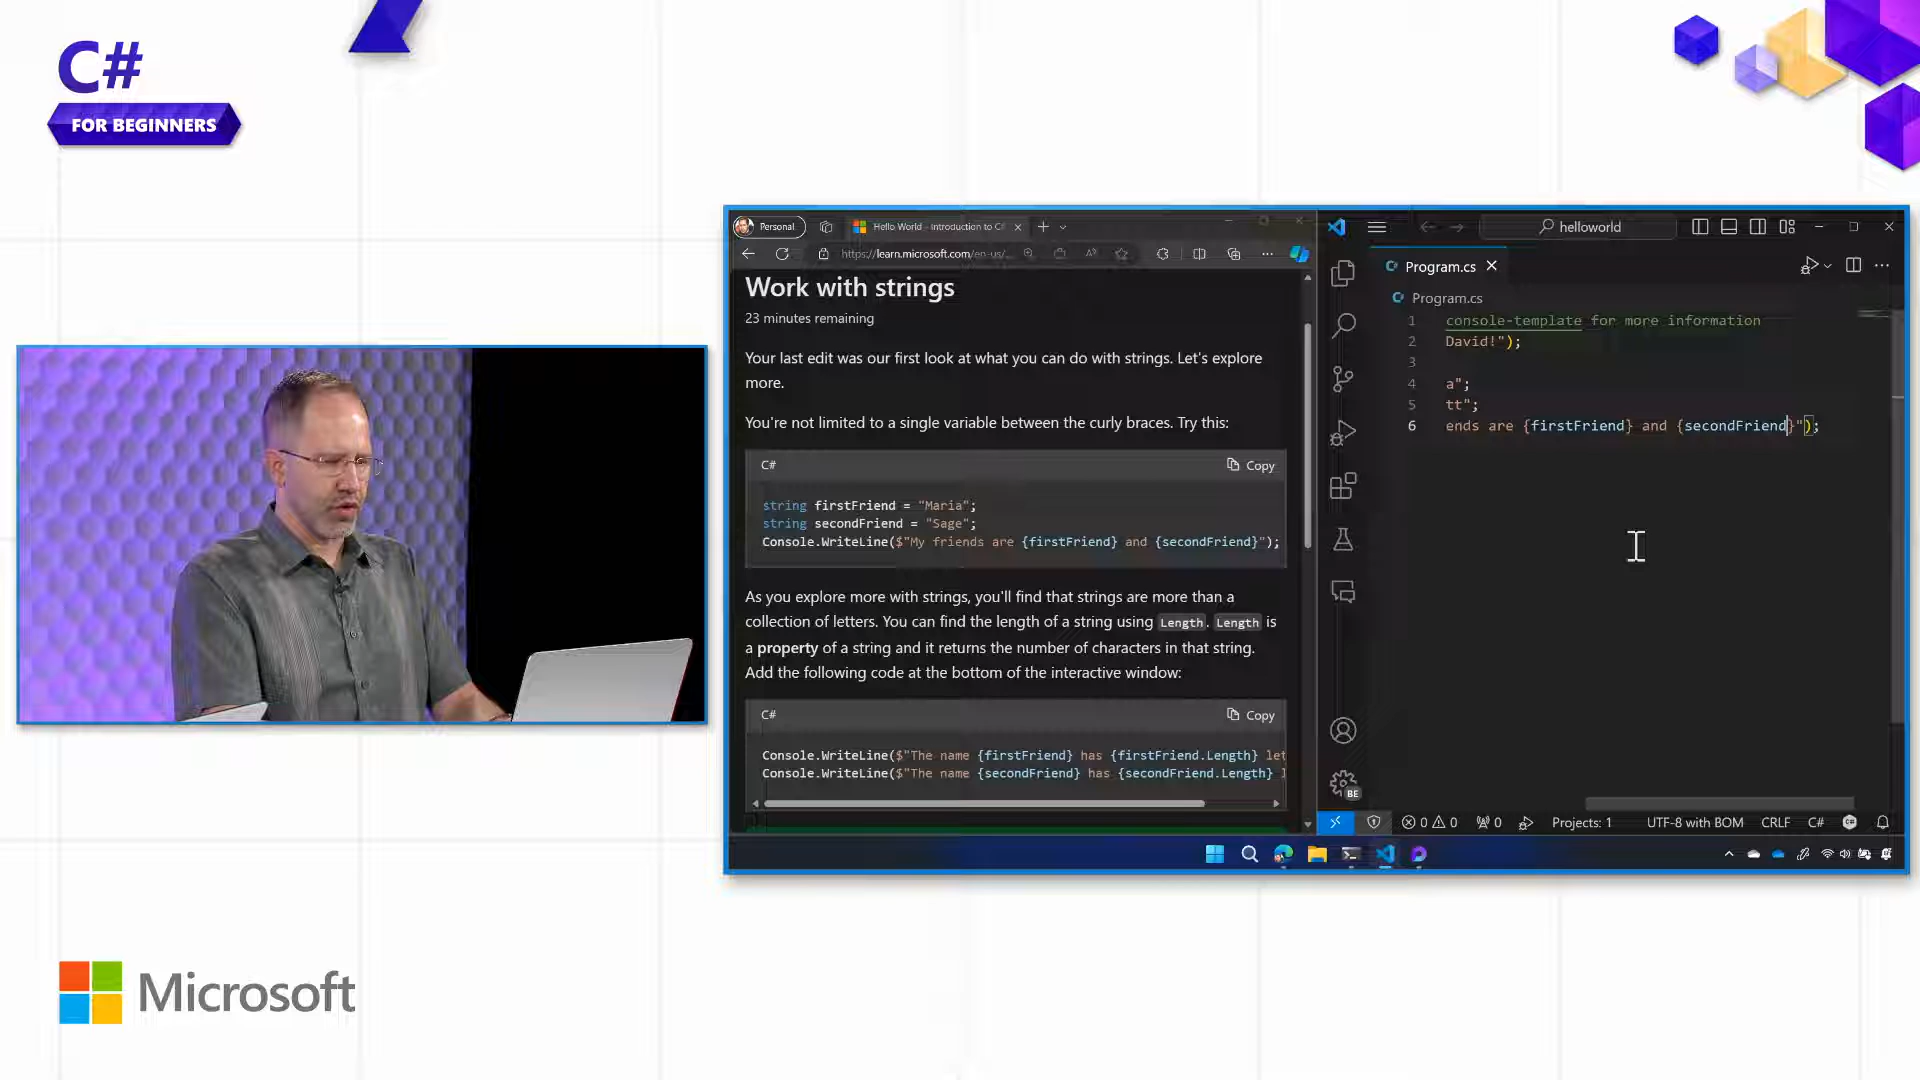 C#
FOR BEGINNERS
Personal
Hello World - Introduction to C#
https://learn.microsoft.com/en-us/...
Work with strings
23 minutes remaining
Your last edit was our first look at what you can do with strings. Let's explore
more.
You're not limited to a single variable between the curly braces. Try this:
C#
Copy
string firstFriend = "Maria";
string secondFriend = "Sage";
Console.WriteLine($"My friends are {firstFriend} and {secondFriend}");
As you explore more with strings, you'll find that strings are more than a
collection of letters. You can find the length of a string using Length. Length is
a property of a string and it returns the number of characters in that string.
Add the following code at the bottom of the interactive window:
C#
Copy
Console.WriteLine($"The name {firstFriend} has {firstFriend.Length} let
Console.WriteLine($"The name {secondFriend} has {secondFriend.Length} l
helloworld
Program.cs
Program.cs
1 console-template for more information
2 David!");
3
4 a";
5 tt";
6 ends are {firstFriend} and {secondFriend}");
BE
0 0 0 Projects: 1 UTF-8 with BOM CRLF C#
Microsoft